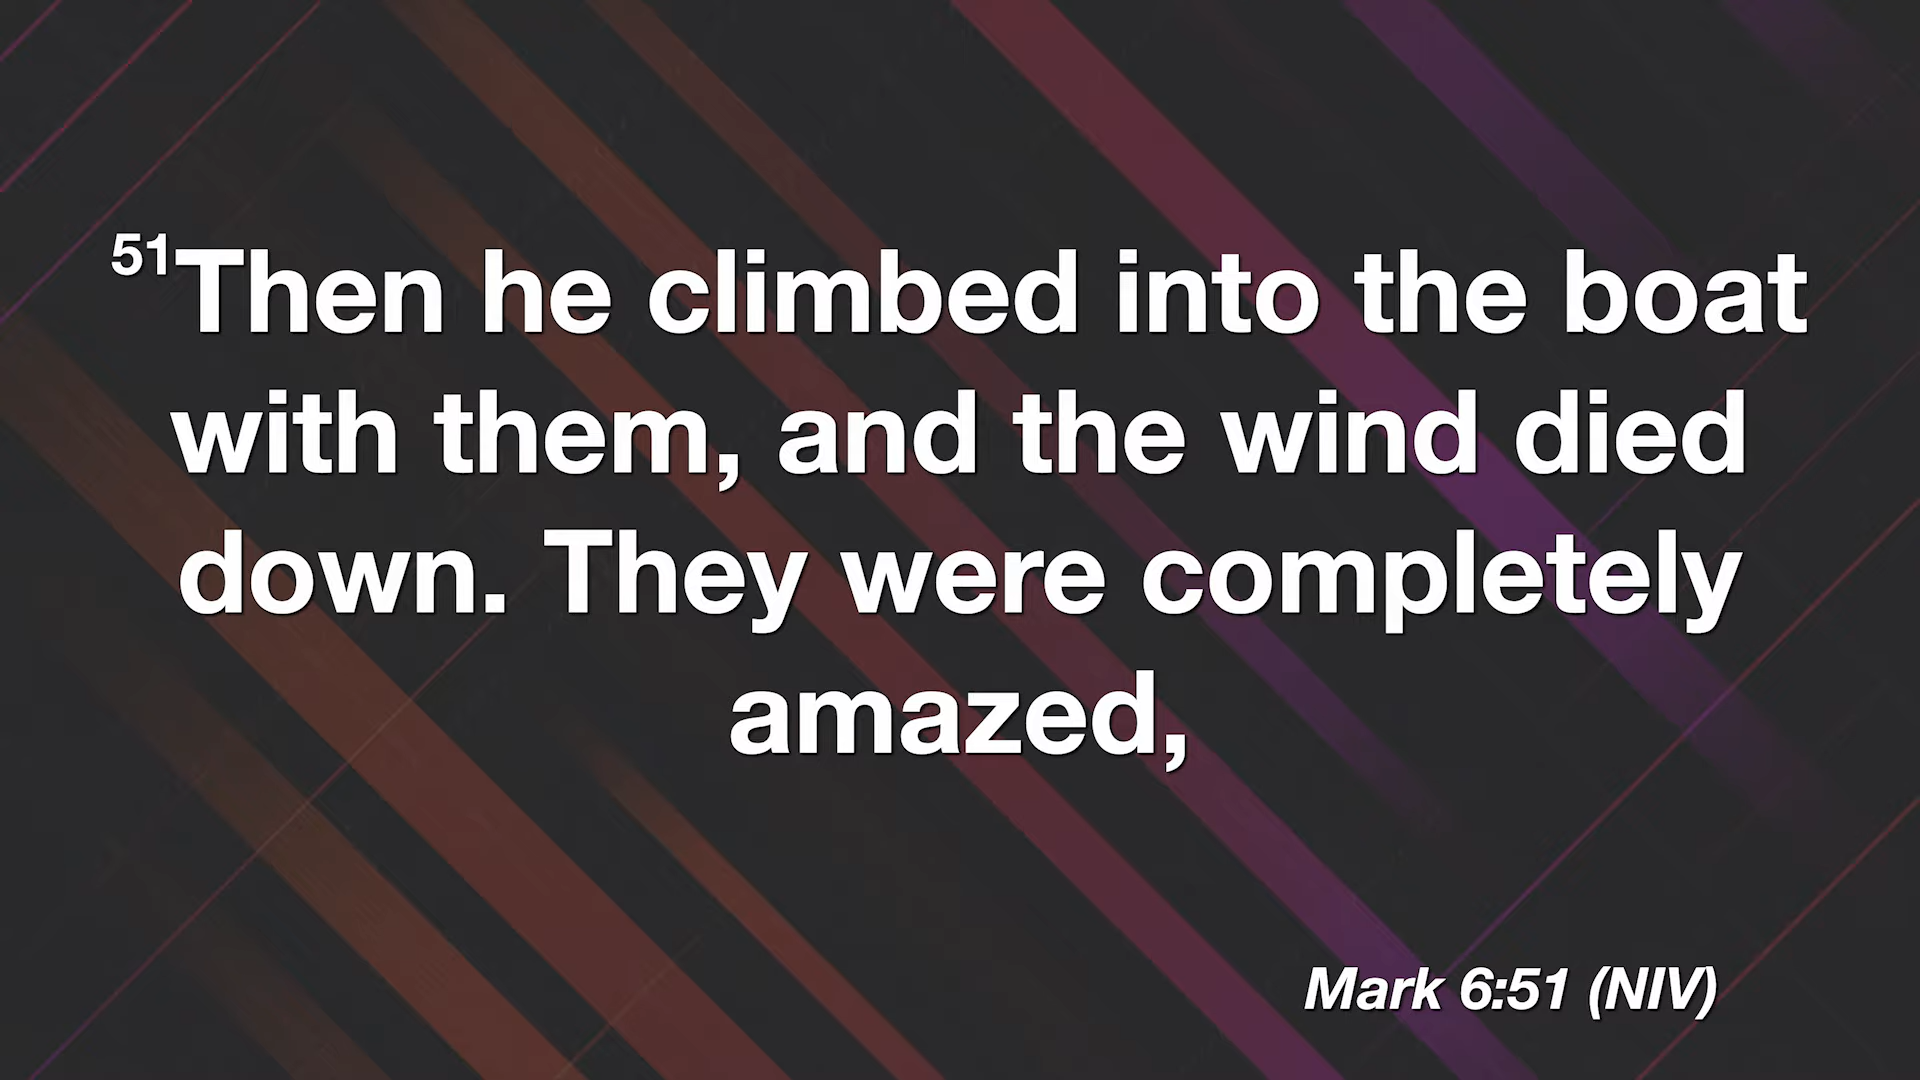 51Then he climbed into the boat
with them, and the wind died
down. They were completely
amazed,
Mark 6:51 (NIV)